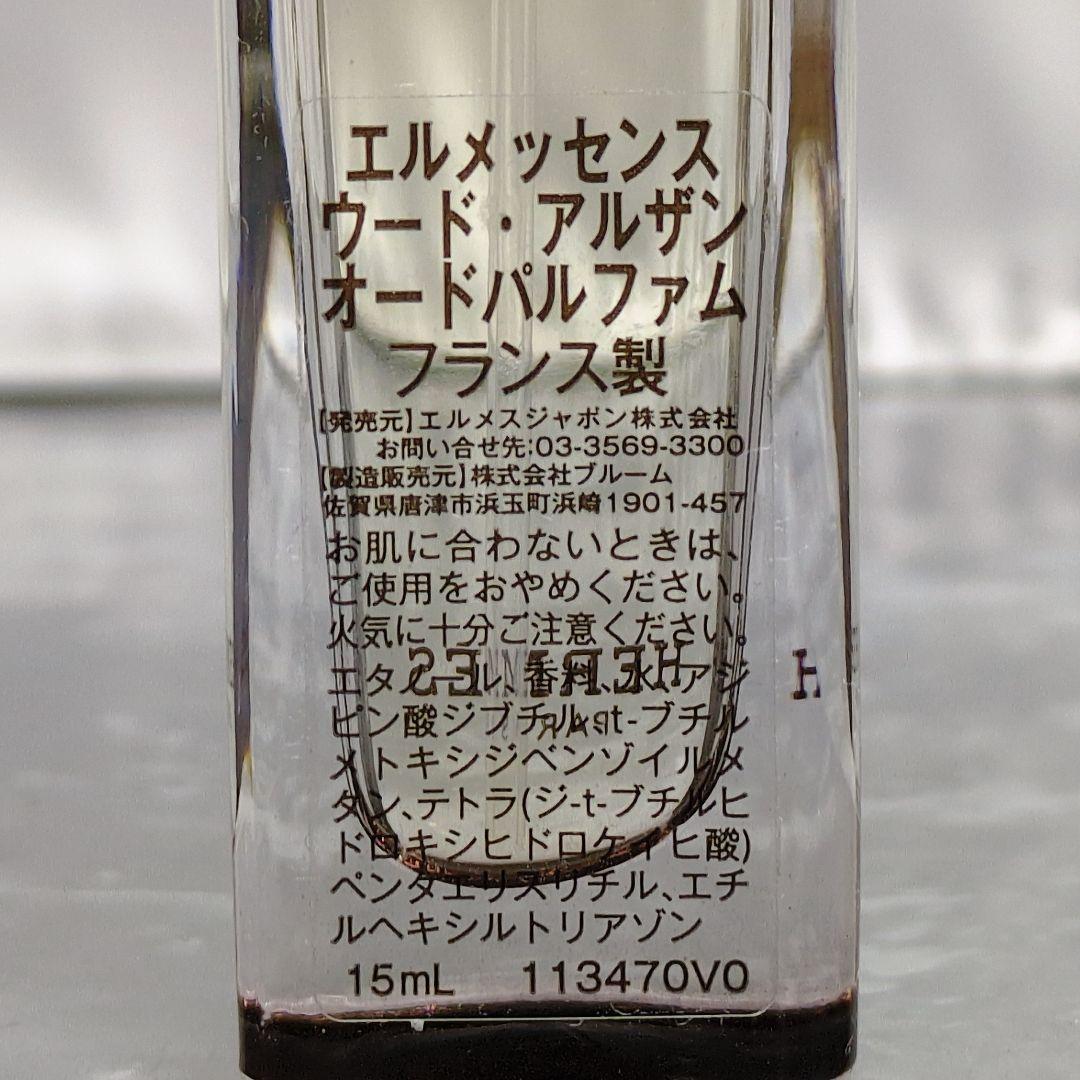 エルメッセンス
ウード・アルザン
オードパルファム
フランス製
【発売元】エルメスジャポン株式会社
お問い合せ先:03-3569-3300
【製造販売元】株式会社ブルーム
佐賀県唐津市浜玉町浜崎1901-457
お肌に合わないときは、
ご使用をおやめください。
火気に十分ご注意ください。
エタノール、香料、水、アジ
ピン酸ジブチル、t-ブチル
メトキシジベンゾイルメ
タン、テトラ(ジ-t-ブチルヒ
ドロキシヒドロケイヒ酸)
ペンタエリスリチル、エチ
ルヘキシルトリアゾン
15mL 113470V0
HERMES